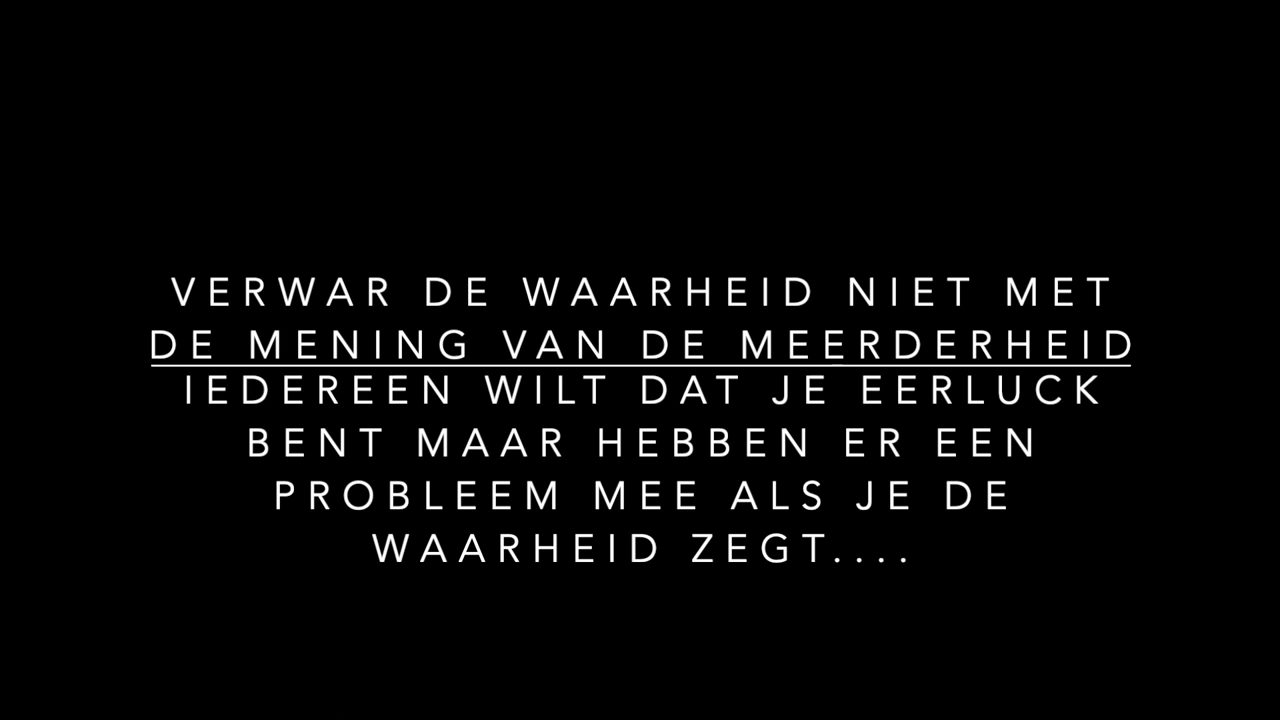 VERWAR DE WAARHEID NIET MET
DE MENING VAN DE MEERDERHEID
IEDEREEN WILT DAT JE EERLUCK
BENT MAAR HEBBEN ER EEN
PROBLEEM MEE ALS JE DE
WAARHEID ZEGT....